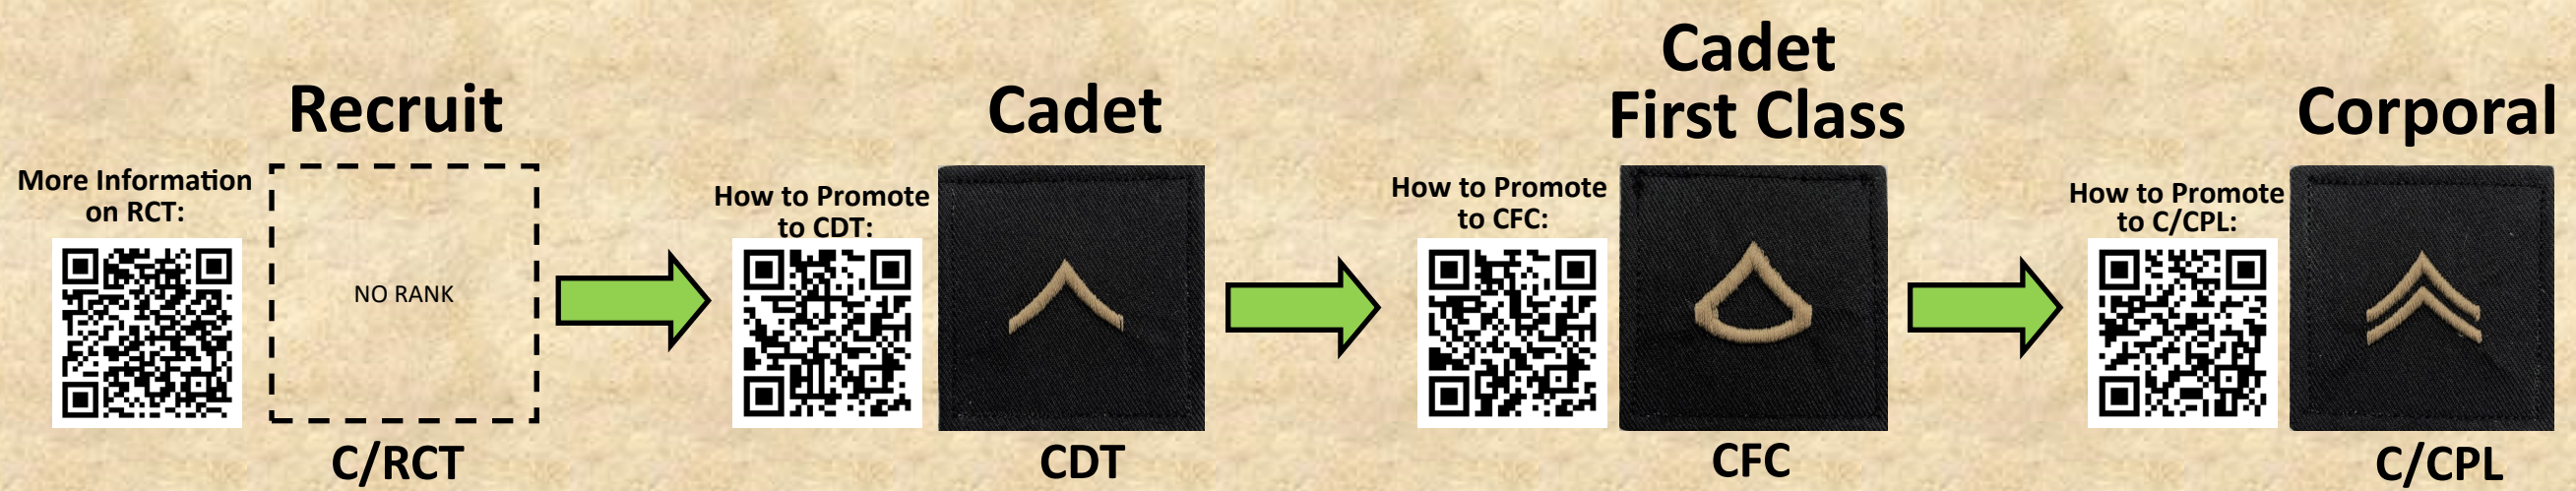 Recruit
More Information
on RCT:
NO RANK
C/RCT
Cadet
How to Promote
to CDT:
CDT
Cadet
First Class
How to Promote
to CFC:
CFC
Corporal
How to Promote
to C/CPL:
C/CPL